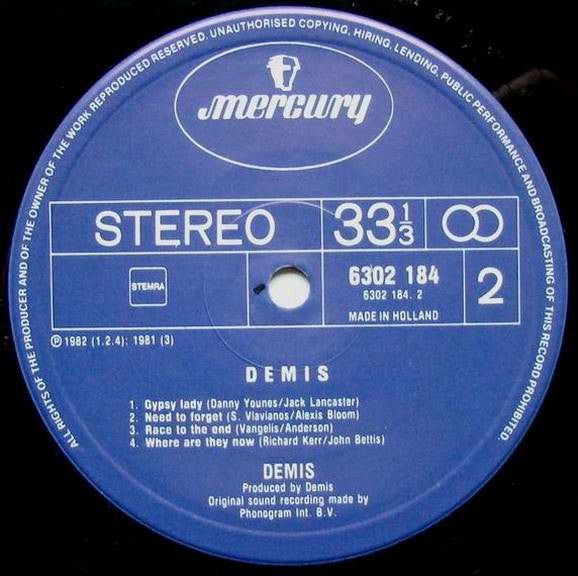 ALL RIGHTS OF THE PRODUCER AND OF THE OWNER OF THE WORK REPRODUCED RESERVED. UNAUTHORISED COPYING, HIRING, LENDING, PUBLIC PERFORMANCE AND BROADCASTING OF THIS RECORD PROHIBITED.
mercury
STEREO
33 1/3
STEMRA
6302 184
6302 184. 2
MADE IN HOLLAND
2
℗ 1982 (1.2.4): 1981 (3)
DEMIS
1. Gypsy lady (Danny Younes/Jack Lancaster)
2. Need to forget (S. Vlavianos/Alexis Bloom)
3. Race to the end (Vangelis/Anderson)
4. Where are they now (Richard Kerr/John Bettis)
DEMIS
Produced by Demis
Original sound recording made by
Phonogram Int. B.V.